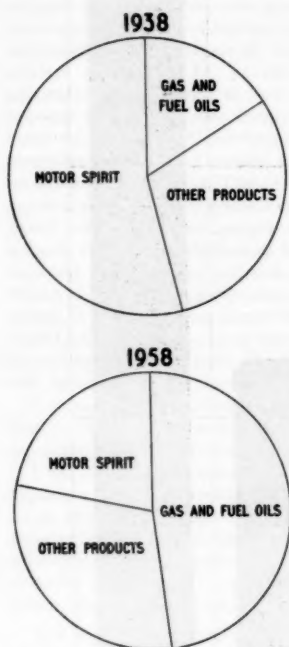 1938
GAS AND
FUEL OILS
MOTOR SPIRIT
OTHER PRODUCTS
1958
MOTOR SPIRIT
GAS AND FUEL OILS
OTHER PRODUCTS